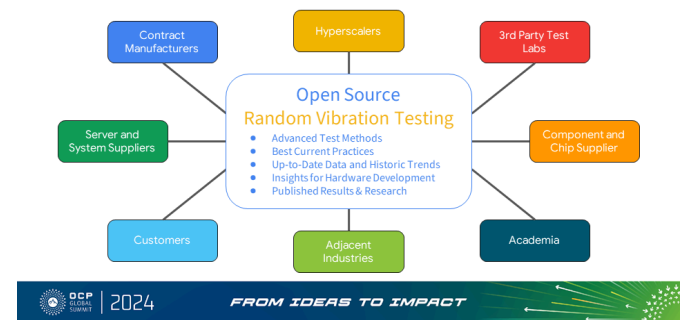 Hyperscalers
Contract
Manufacturers
3rd Party Test
Labs
Open Source
Random Vibration Testing
● Advanced Test Methods
● Best Current Practices
● Up-to-Date Data and Historic Trends
● Insights for Hardware Development
● Published Results & Research
Server and
System Suppliers
Component and
Chip Supplier
Customers
Adjacent
Industries
Academia
OCP
GLOBAL
SUMMIT
2024
FROM IDEAS TO IMPACT